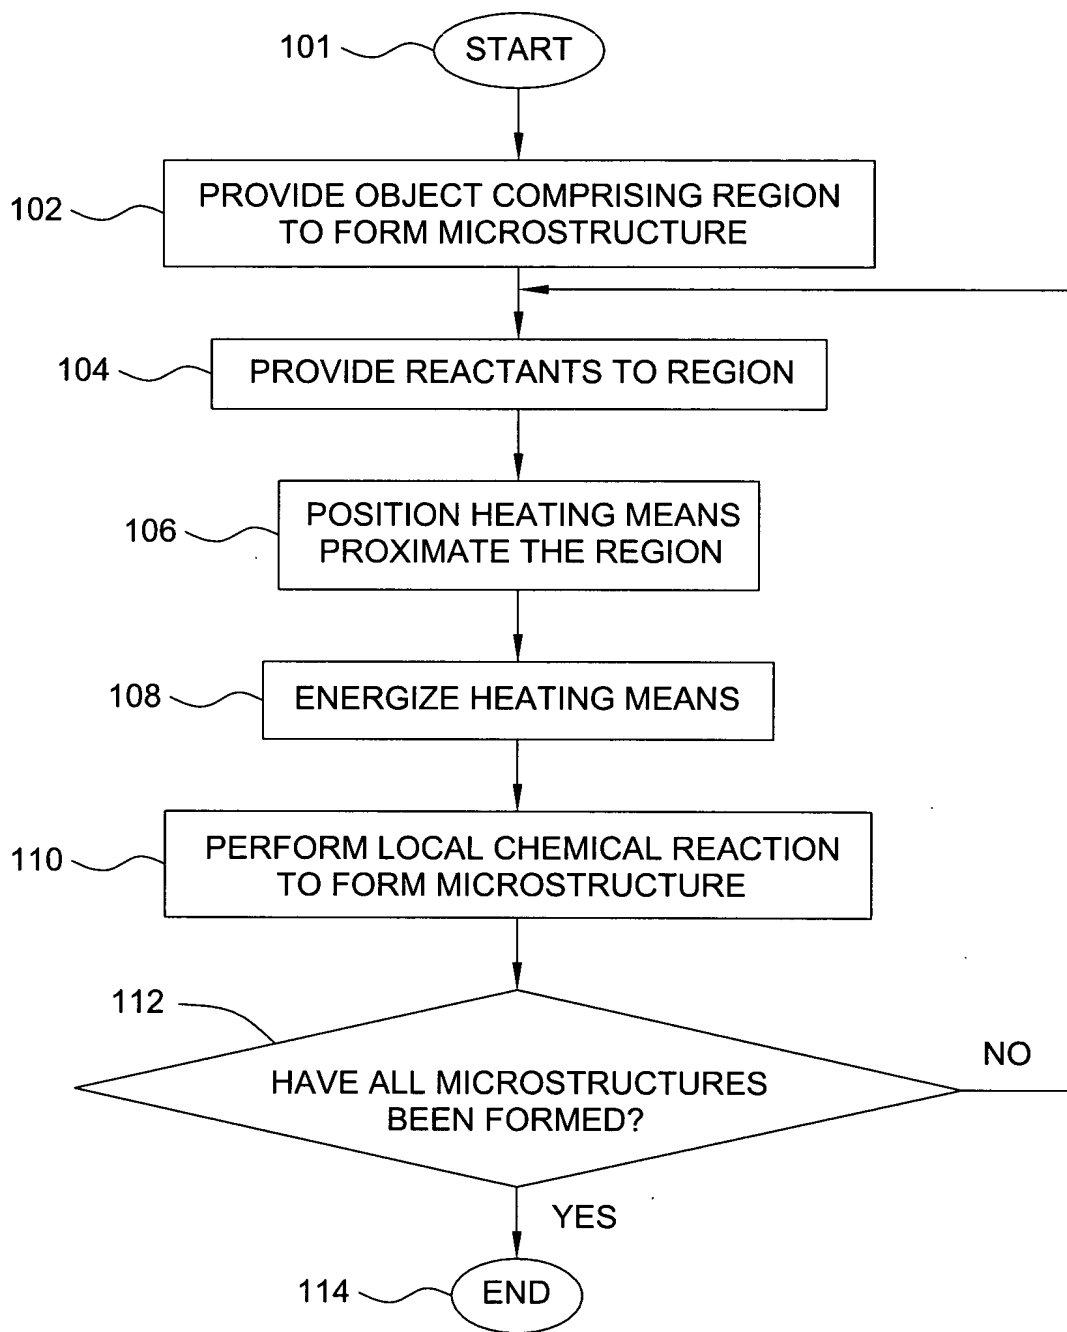 101
START
102
PROVIDE OBJECT COMPRISING REGION
TO FORM MICROSTRUCTURE
104
PROVIDE REACTANTS TO REGION
106
POSITION HEATING MEANS
PROXIMATE THE REGION
108
ENERGIZE HEATING MEANS
110
PERFORM LOCAL CHEMICAL REACTION
TO FORM MICROSTRUCTURE
112
HAVE ALL MICROSTRUCTURES
BEEN FORMED?
NO
YES
114
END